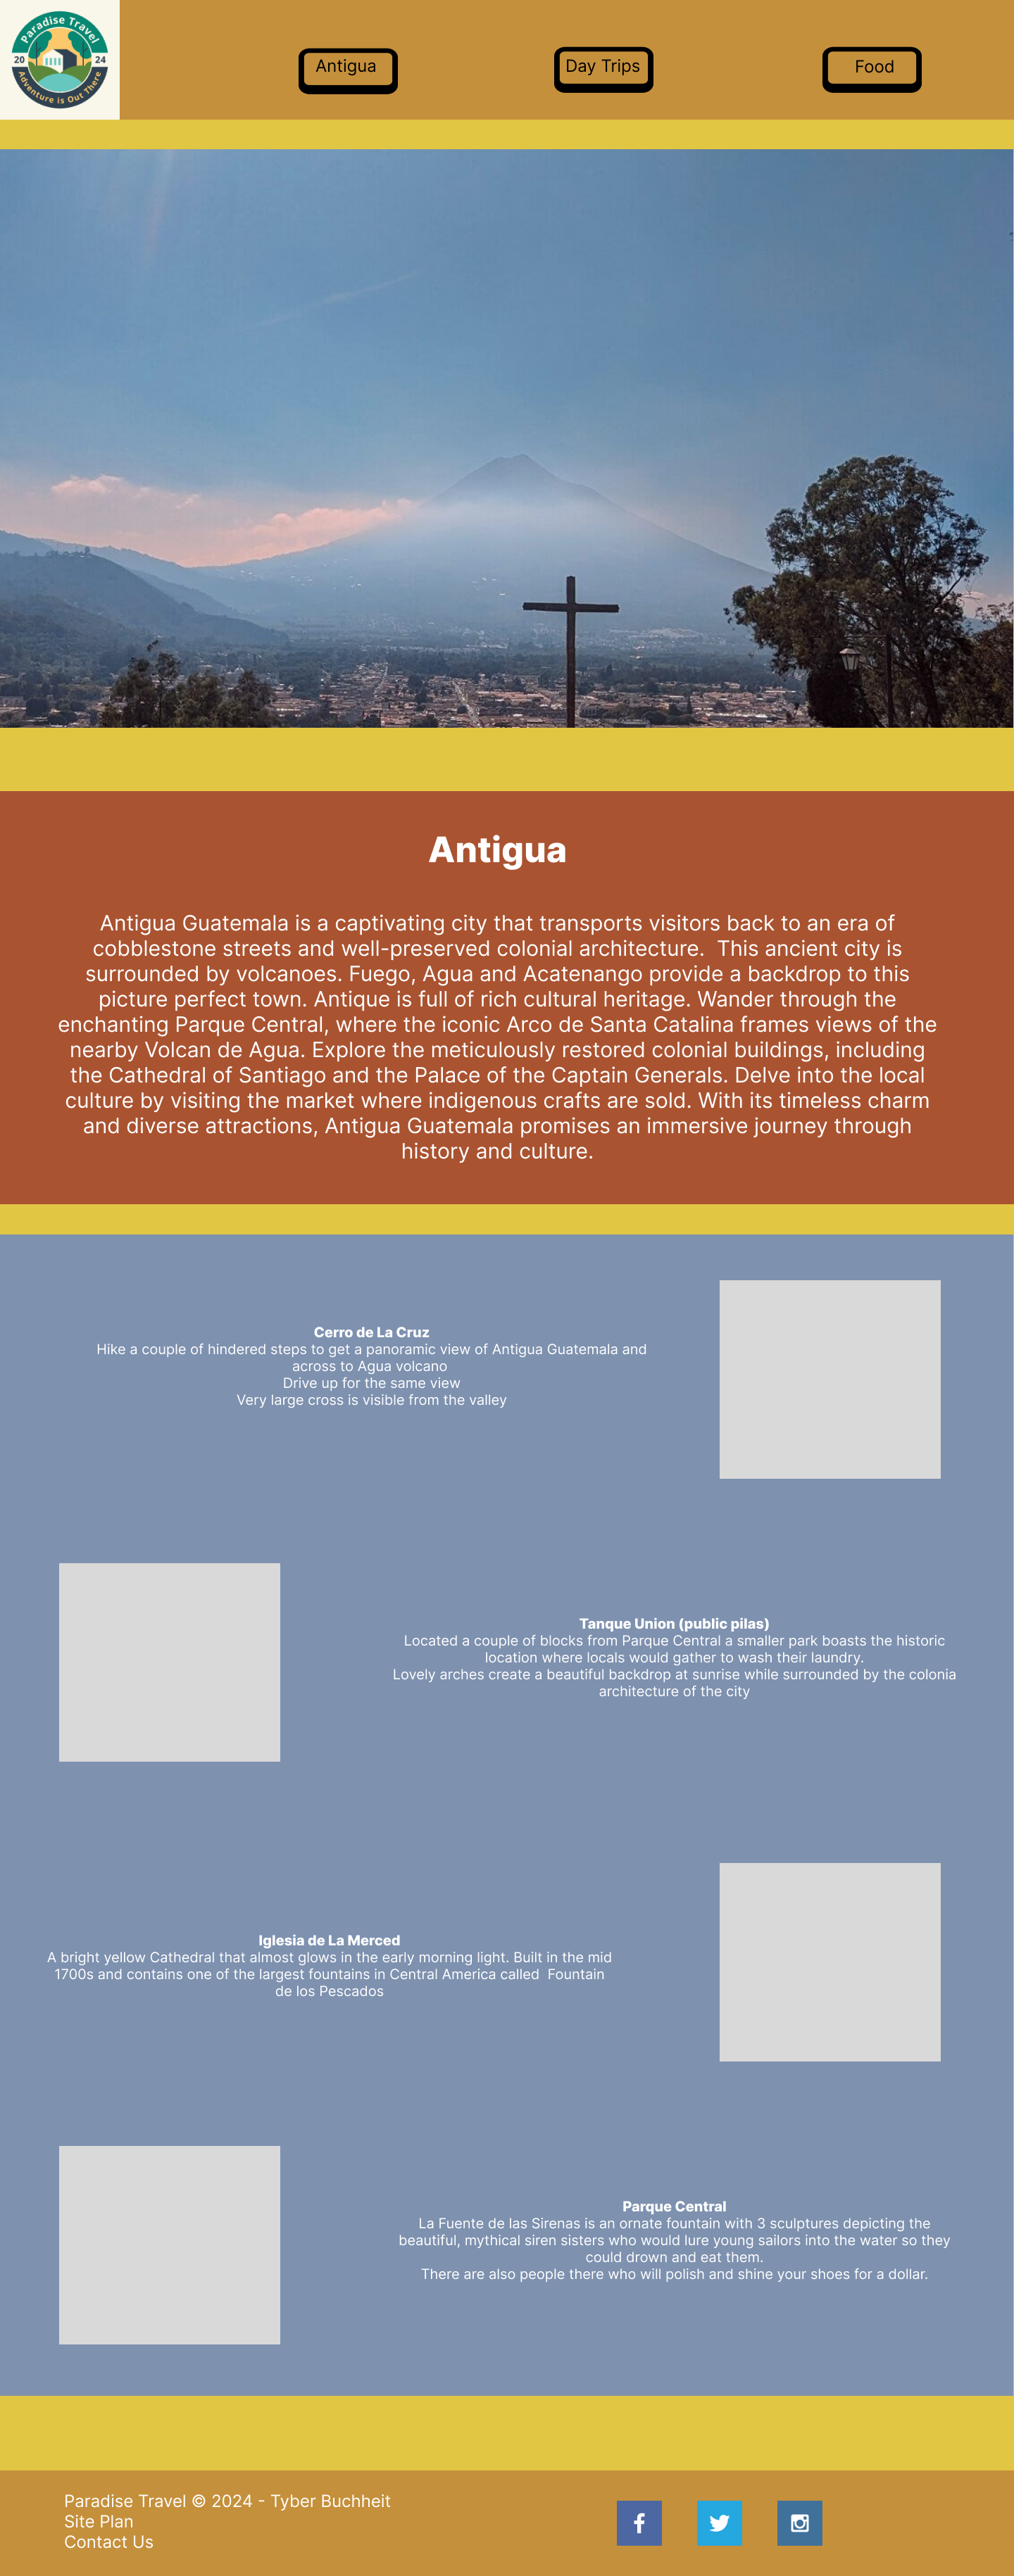 Paradise Travel
20 24
Adventure is Out There
Antigua
Day Trips
Food
Antigua
Antigua Guatemala is a captivating city that transports visitors back to an era of
cobblestone streets and well-preserved colonial architecture.  This ancient city is
surrounded by volcanoes. Fuego, Agua and Acatenango provide a backdrop to this
picture perfect town. Antique is full of rich cultural heritage. Wander through the
enchanting Parque Central, where the iconic Arco de Santa Catalina frames views of the
nearby Volcan de Agua. Explore the meticulously restored colonial buildings, including
the Cathedral of Santiago and the Palace of the Captain Generals. Delve into the local
culture by visiting the market where indigenous crafts are sold. With its timeless charm
and diverse attractions, Antigua Guatemala promises an immersive journey through
history and culture.
Cerro de La Cruz
Hike a couple of hindered steps to get a panoramic view of Antigua Guatemala and
across to Agua volcano
Drive up for the same view
Very large cross is visible from the valley
Tanque Union (public pilas)
Located a couple of blocks from Parque Central a smaller park boasts the historic
location where locals would gather to wash their laundry.
Lovely arches create a beautiful backdrop at sunrise while surrounded by the colonia
architecture of the city
Iglesia de La Merced
A bright yellow Cathedral that almost glows in the early morning light. Built in the mid
1700s and contains one of the largest fountains in Central America called  Fountain
de los Pescados
Parque Central
La Fuente de las Sirenas is an ornate fountain with 3 sculptures depicting the
beautiful, mythical siren sisters who would lure young sailors into the water so they
could drown and eat them.
There are also people there who will polish and shine your shoes for a dollar.
Paradise Travel © 2024 - Tyber Buchheit
Site Plan
Contact Us